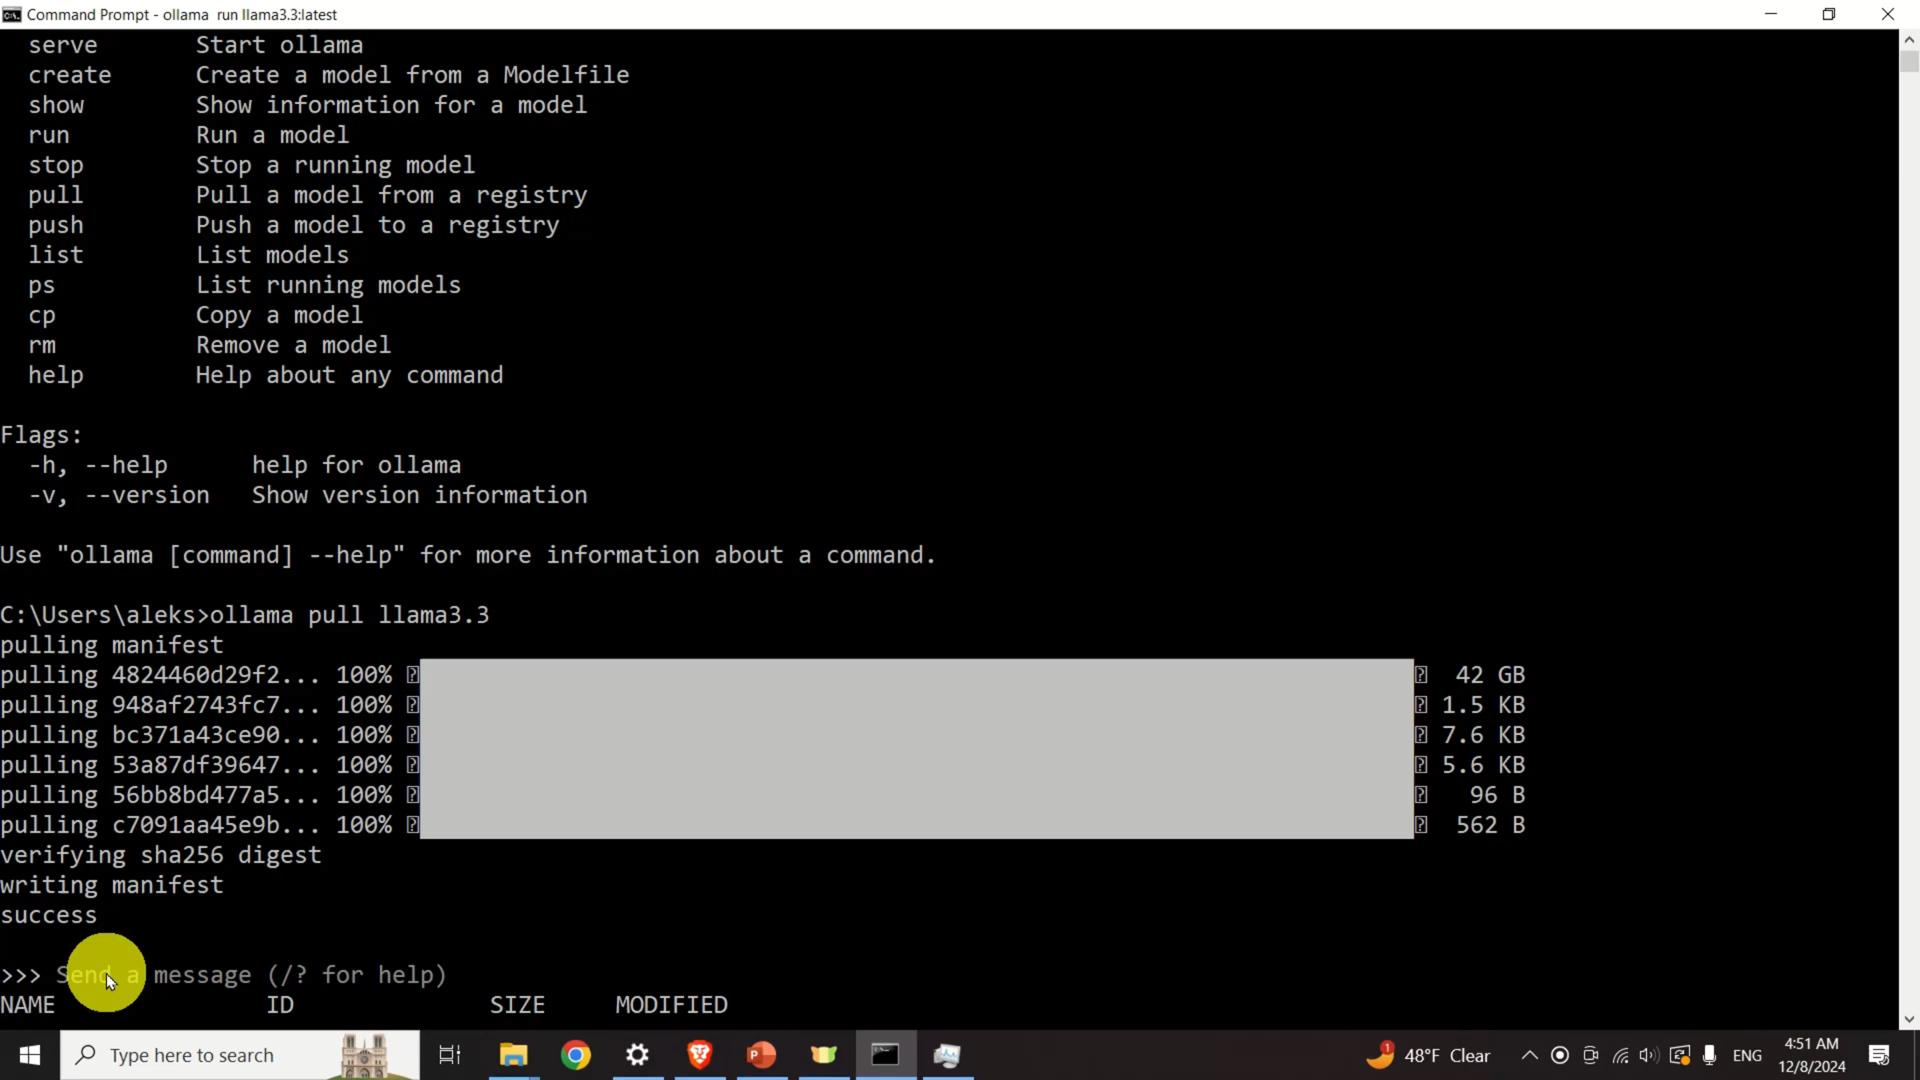 Command Prompt - ollama  run llama3.3:latest
serve       Start ollama
create      Create a model from a Modelfile
show        Show information for a model
run         Run a model
stop        Stop a running model
pull        Pull a model from a registry
push        Push a model to a registry
list        List models
ps          List running models
cp          Copy a model
rm          Remove a model
help        Help about any command
Flags:
-h, --help      help for ollama
-v, --version   Show version information
Use "ollama [command] --help" for more information about a command.
C:\Users\aleks>ollama pull llama3.3
pulling manifest
pulling 4824460d29f2... 100% 42 GB
pulling 948af2743fc7... 100% 1.5 KB
pulling bc371a43ce90... 100% 7.6 KB
pulling 53a87df39647... 100% 5.6 KB
pulling 56bb8bd477a5... 100% 96 B
pulling c7091aa45e9b... 100% 562 B
verifying sha256 digest
writing manifest
success
>>> Send a message (/? for help)
NAME               ID              SIZE     MODIFIED
Type here to search
1 48°F Clear ENG 4:51 AM
12/8/2024